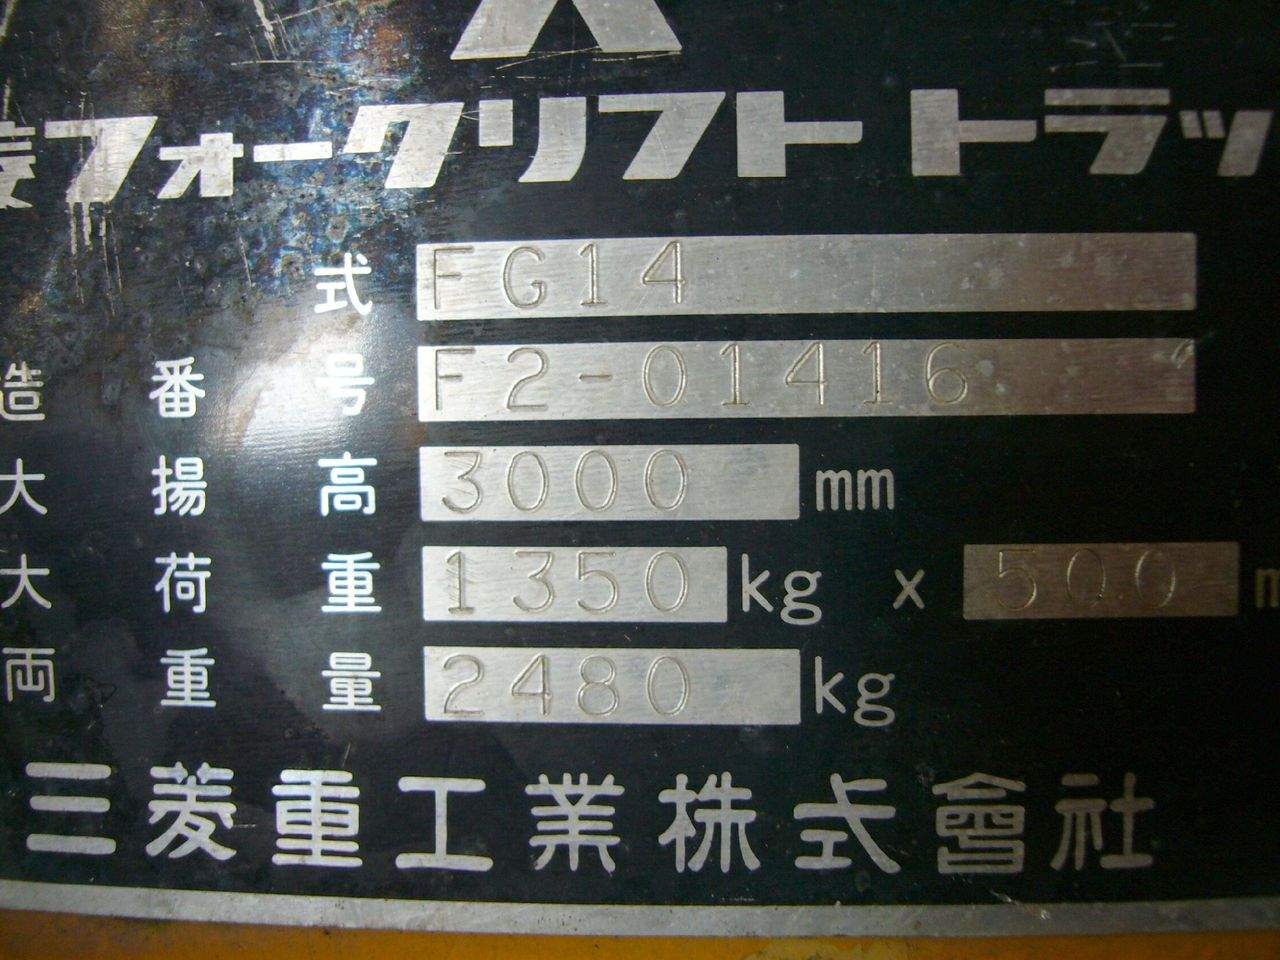 菱フォークリフト トラッ
式 FG14
造番号 F2-01416
大揚高 3000 mm
大荷重 1350 kg x 500 m
両重量 2480 kg
三菱重工業株式會社